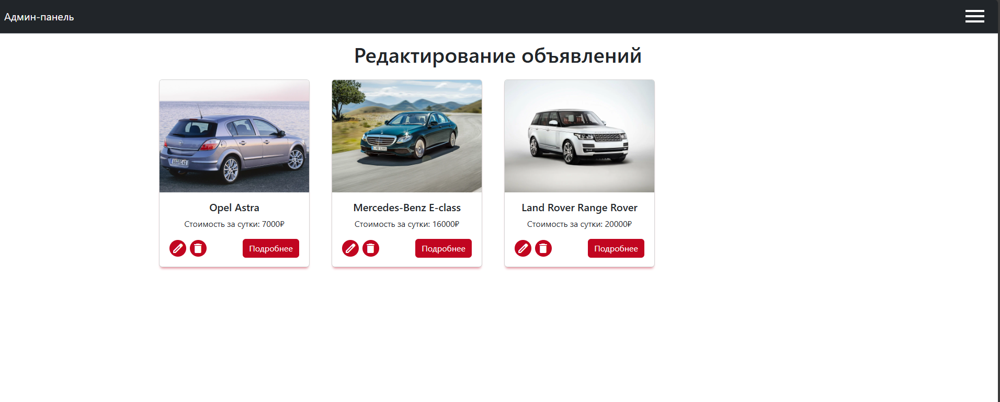 Админ-панель
Редактирование объявлений
Opel Astra
Стоимость за сутки: 7000₽
Подробнее
Mercedes-Benz E-class
Стоимость за сутки: 16000₽
Подробнее
Land Rover Range Rover
Стоимость за сутки: 20000₽
Подробнее